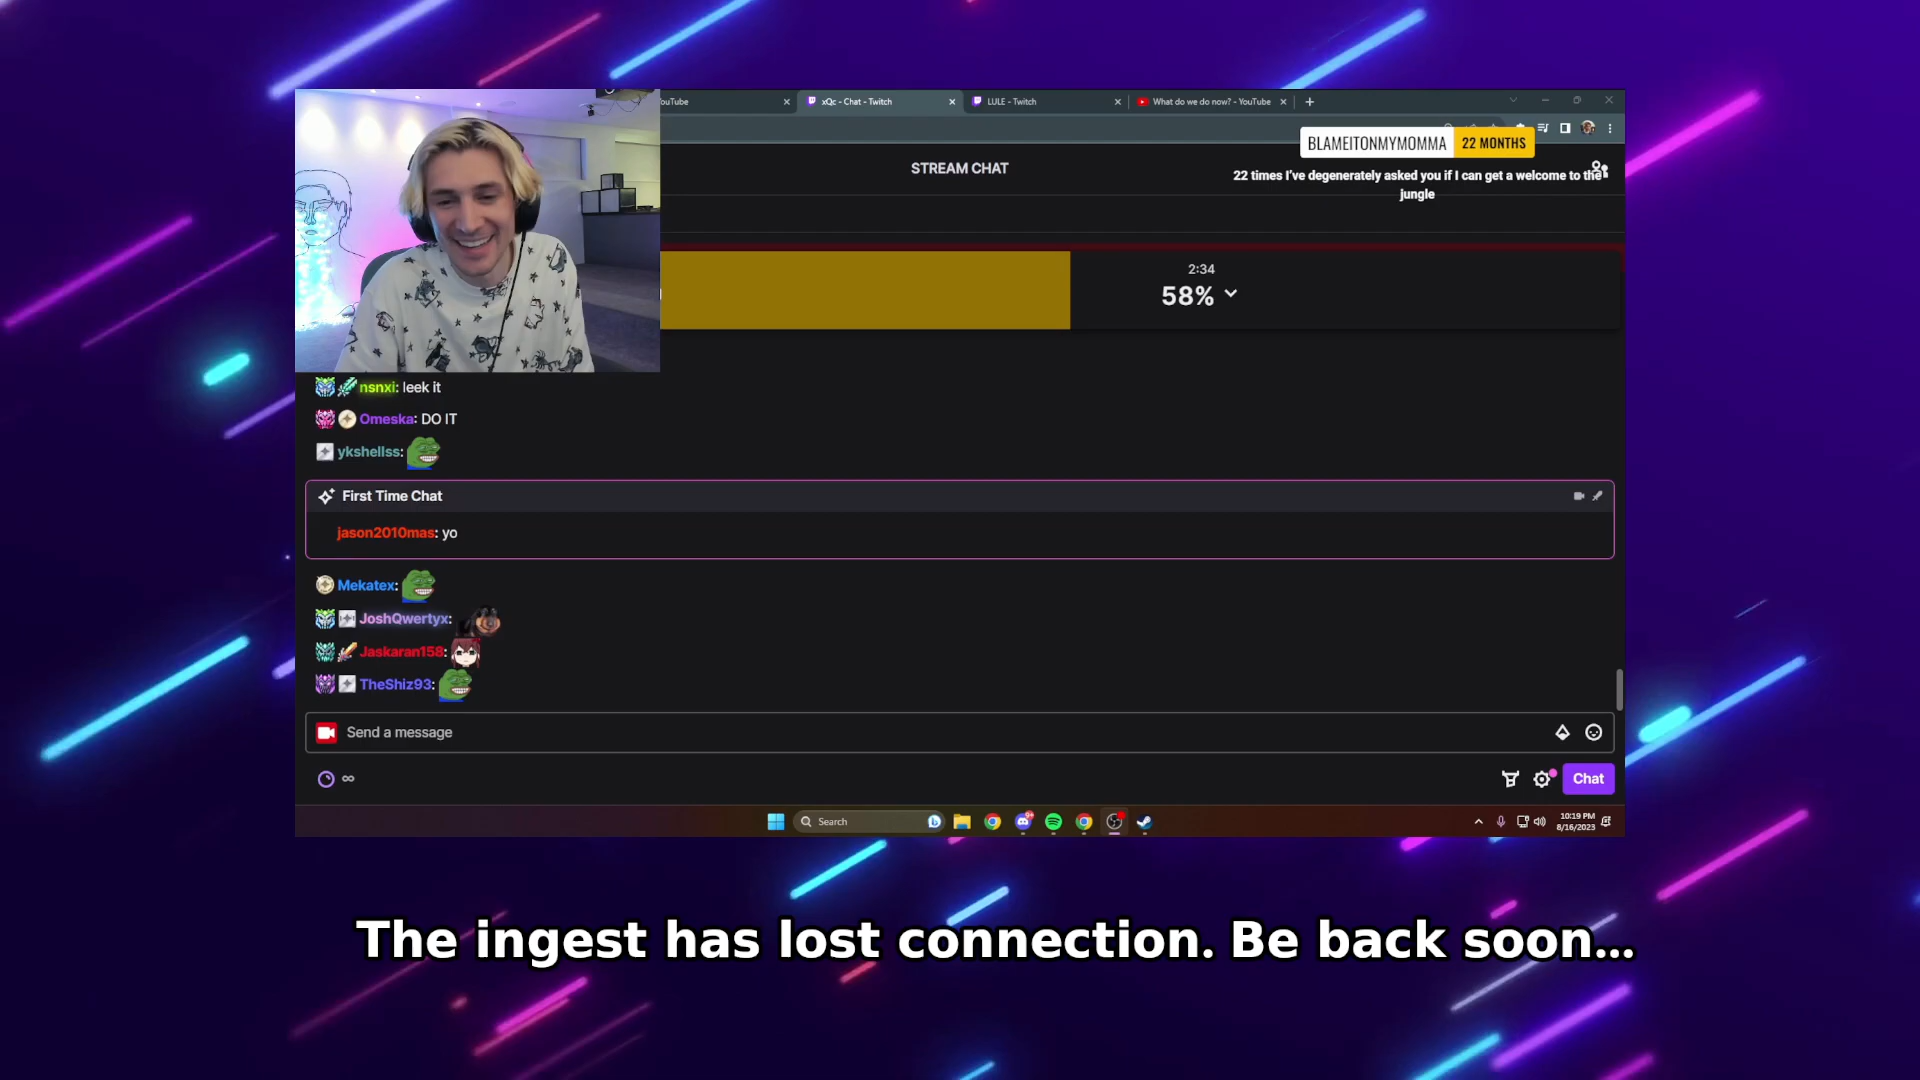 ouTube
xQc - Chat - Twitch
LULE - Twitch
What do we do now? - YouTube
BLAMEITONMYMOMMA 22 MONTHS
STREAM CHAT
22 times I've degenerately asked you if I can get a welcome to the
jungle
2:34
58%
nsnxi: leek it
Omeska: DO IT
ykshellss:
First Time Chat
jason2010mas: yo
Mekatex:
JoshQwertyx:
Jaskaran158:
TheShiz93:
Send a message
∞
Chat
Search
10:19 PM
8/16/2023
The ingest has lost connection. Be back soon...